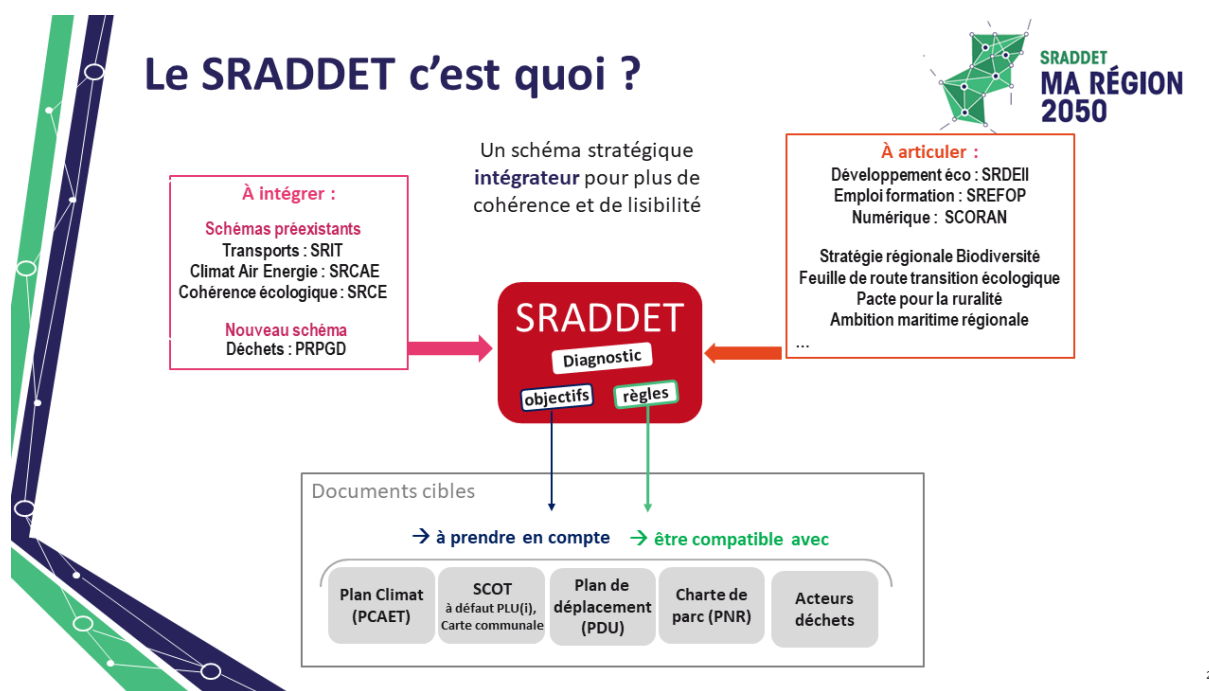 Le SRADDET c'est quoi ?
SRADDET
MA RÉGION
2050
Un schéma stratégique
intégrateur pour plus de
cohérence et de lisibilité
À intégrer :
Schémas préexistants
Transports : SRIT
Climat Air Energie : SRCAE
Cohérence écologique : SRCE
Nouveau schéma
Déchets : PRPGD
À articuler :
Développement éco : SRDEII
Emploi formation : SREFOP
Numérique : SCORAN
Stratégie régionale Biodiversité
Feuille de route transition écologique
Pacte pour la ruralité
Ambition maritime régionale
...
SRADDET
Diagnostic
objectifs
règles
Documents cibles
→ à prendre en compte
→ être compatible avec
Plan Climat
(PCAET)
SCOT
à défaut PLU(i),
Carte communale
Plan de
déplacement
(PDU)
Charte de
parc (PNR)
Acteurs
déchets